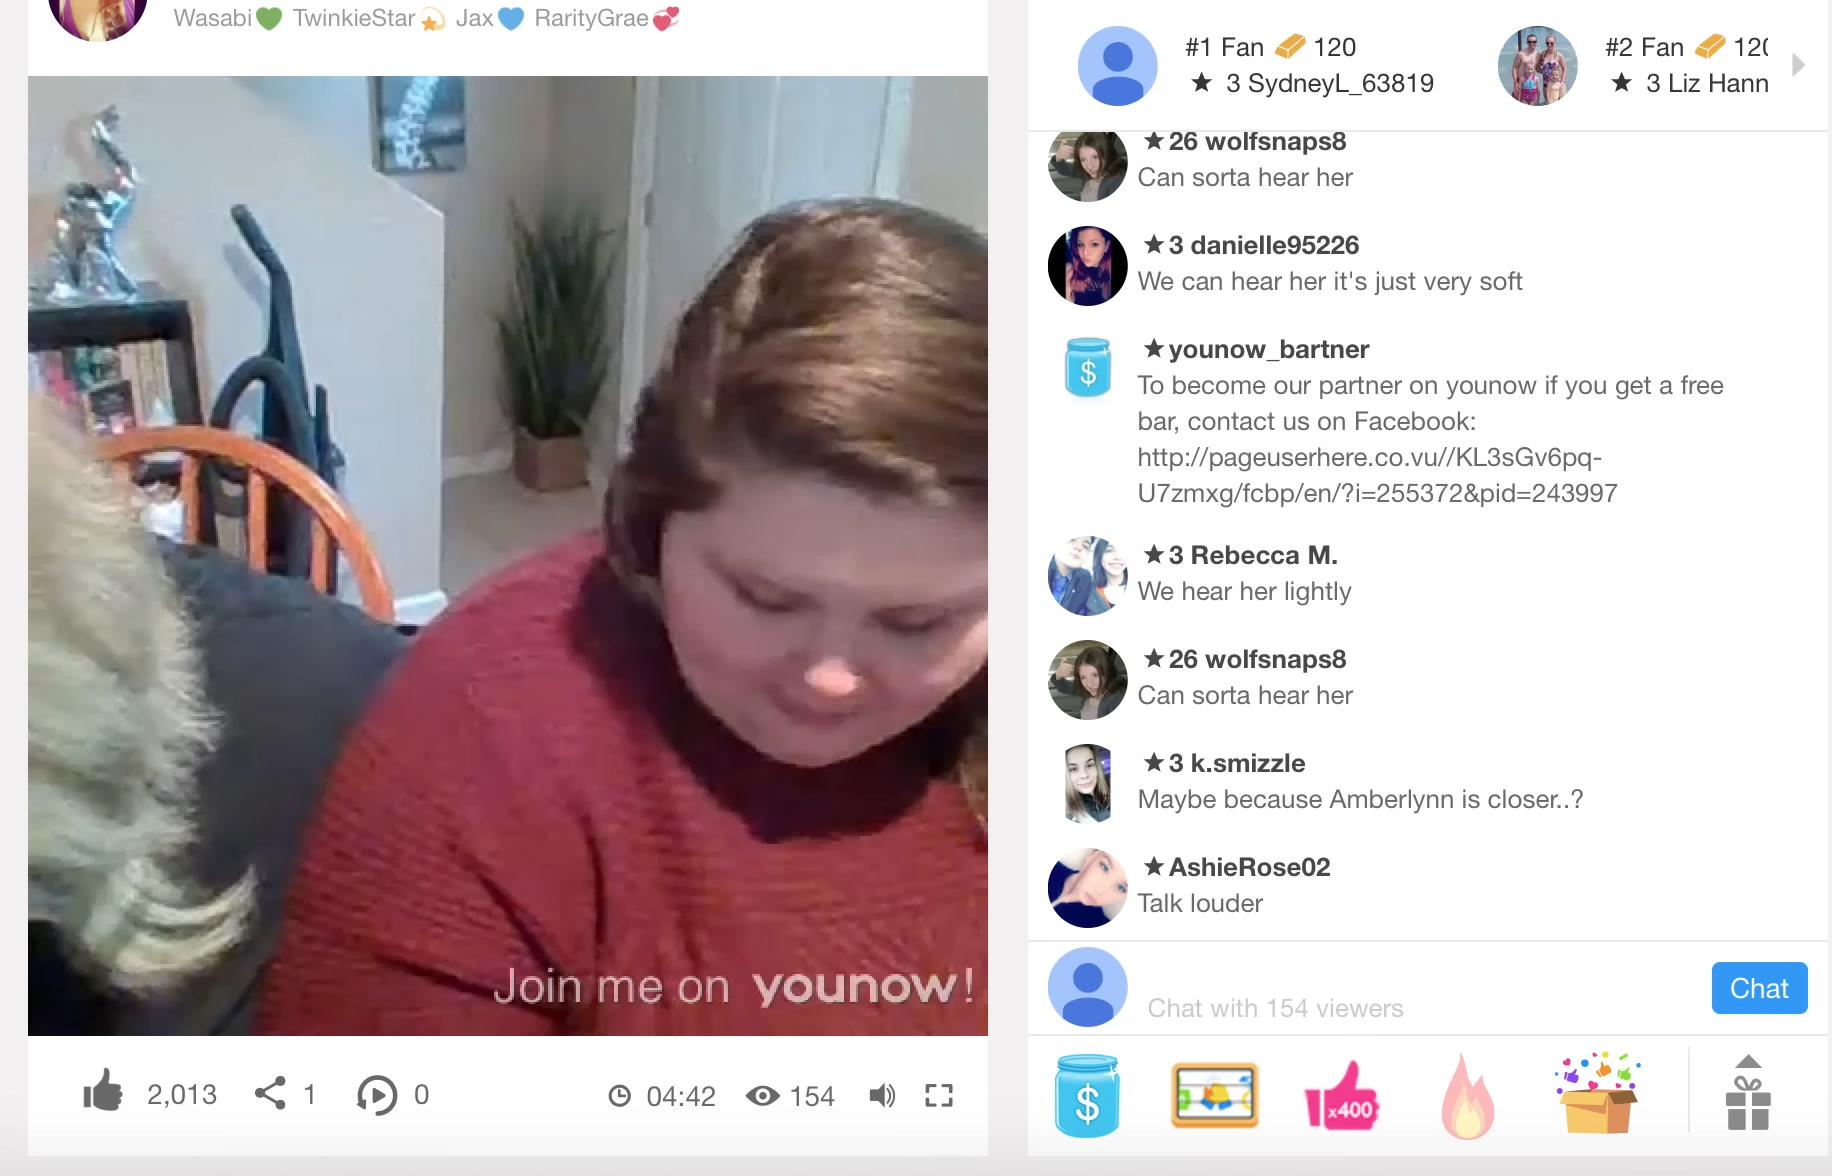 Wasabi💚 TwinkieStar💫 Jax💙 RarityGrae💞
Join me on younow!
2,013
1
0
04:42
154
#1 Fan 120
★ 3 SydneyL_63819
#2 Fan 120
★ 3 Liz Hann
★26 wolfsnaps8
Can sorta hear her
★3 danielle95226
We can hear her it's just very soft
$
★younow_bartner
To become our partner on younow if you get a free
bar, contact us on Facebook:
http://pageuserhere.co.vu//KL3sGv6pq-
U7zmxg/fcbp/en/?i=255372&pid=243997
★3 Rebecca M.
We hear her lightly
★26 wolfsnaps8
Can sorta hear her
★3 k.smizzle
Maybe because Amberlynn is closer..?
★AshieRose02
Talk louder
Chat with 154 viewers
Chat
$
x400